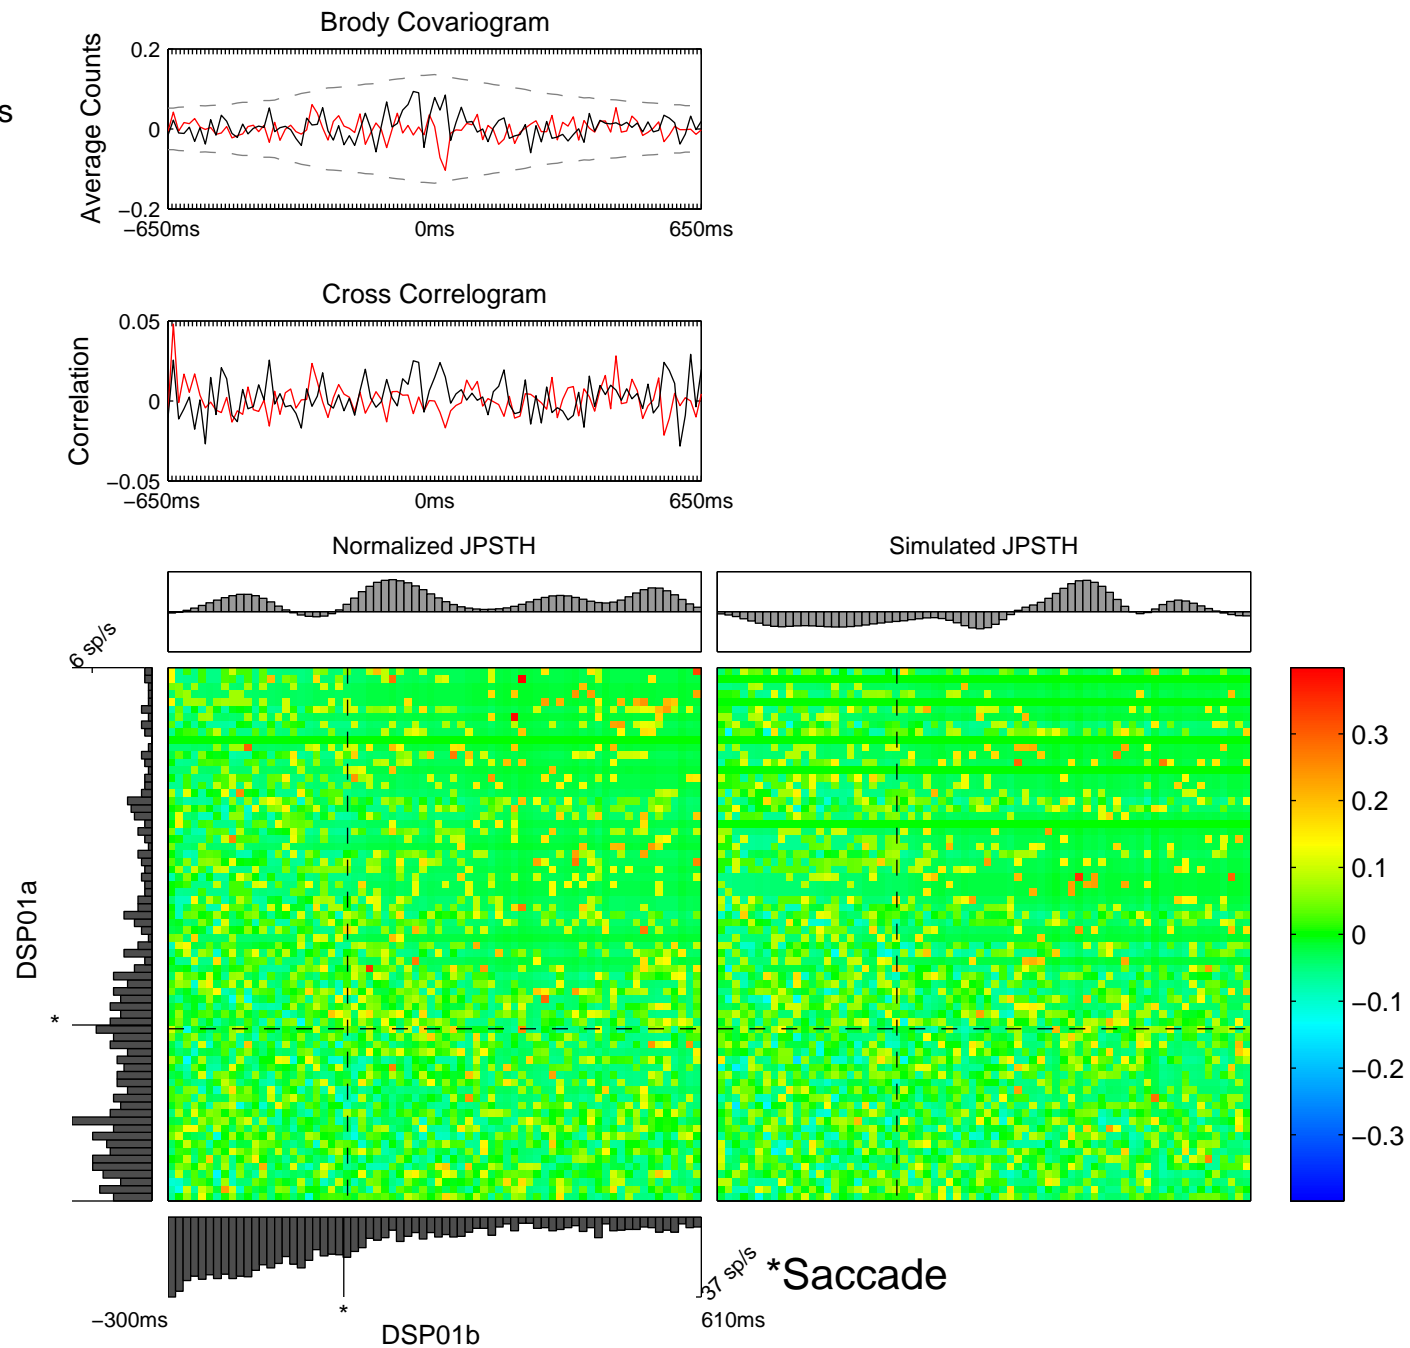 Brody Covariogram
s
Average Counts
0.2
0
−0.2
−650ms
0ms
650ms
Cross Correlogram
Correlation
0.05
0
−0.05
−650ms
0ms
650ms
Normalized JPSTH
Simulated JPSTH
6 sp/s
DSP01a
*
0.3
0.2
0.1
0
−0.1
−0.2
−0.3
37 sp/s
*Saccade
*
−300ms
610ms
DSP01b